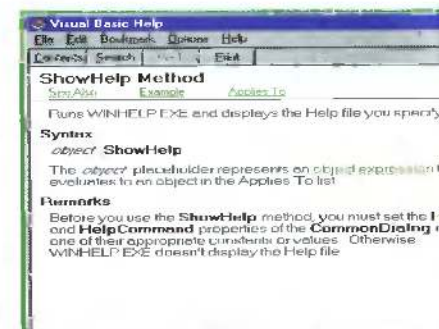 Visual Basic Help
File Edit Bookmark Options Help
Contents Search Print
ShowHelp Method
See Also Example Applies To
Runs WINHELP.EXE and displays the Help file you specify
Syntax
object ShowHelp
The object placeholder represents an object expression
evaluates to an object in the Applies To list
Remarks
Before you use the ShowHelp method, you must set the
and HelpCommand properties of the CommonDialog
one of their appropriate constants or values Otherwise
WINHELP.EXE doesn't display the Help file